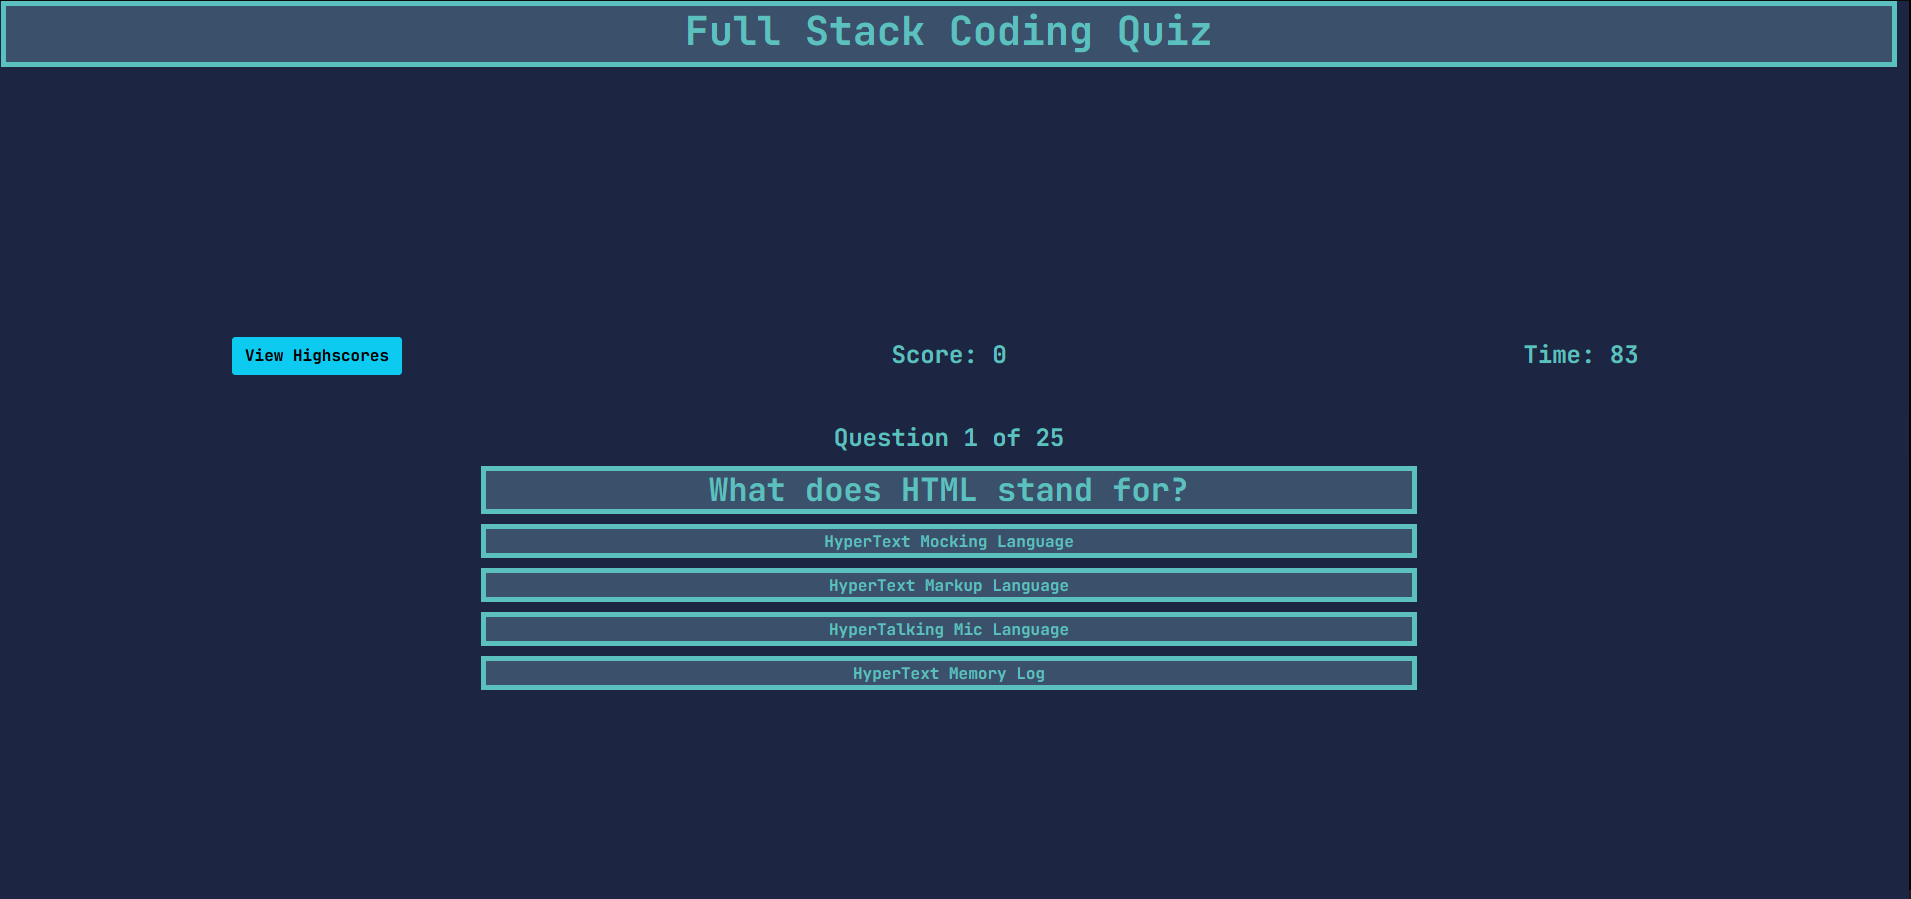 Full Stack Coding Quiz
View Highscores
Score: 0
Time: 83
Question 1 of 25
What does HTML stand for?
HyperText Mocking Language
HyperText Markup Language
HyperTalking Mic Language
HyperText Memory Log